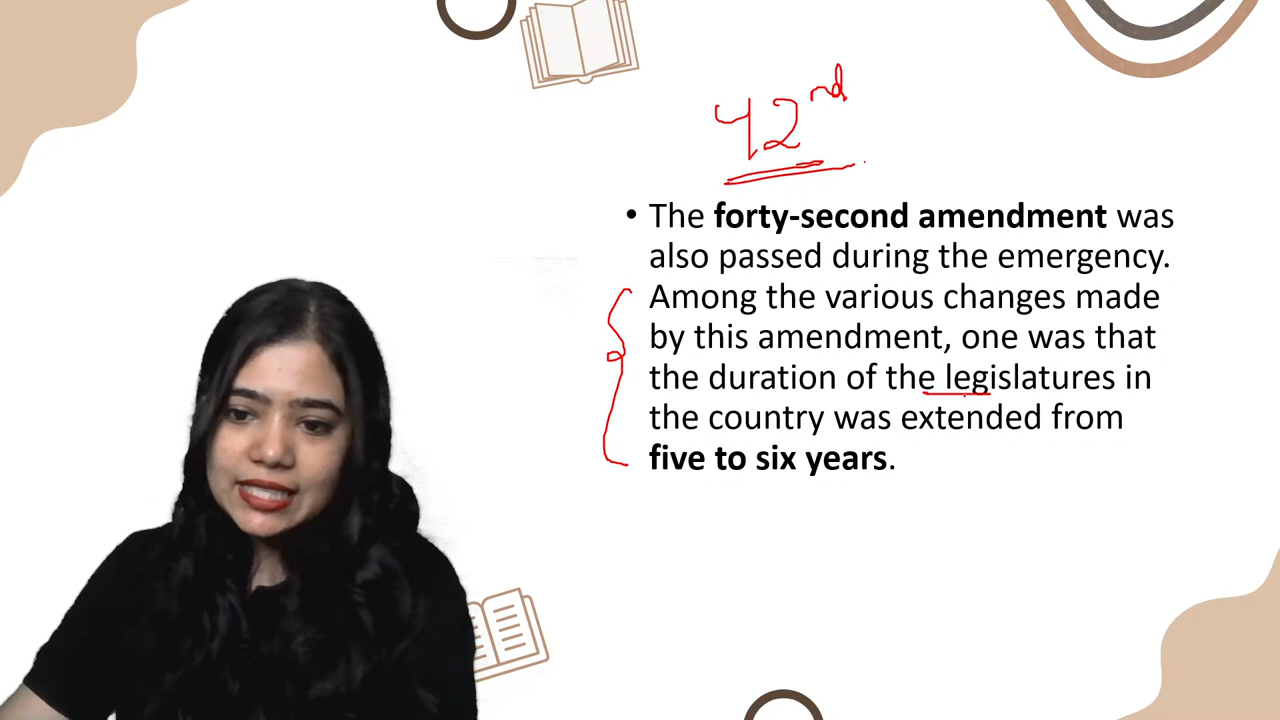 42nd
• The forty-second amendment was
also passed during the emergency.
Among the various changes made
by this amendment, one was that
the duration of the legislatures in
the country was extended from
five to six years.